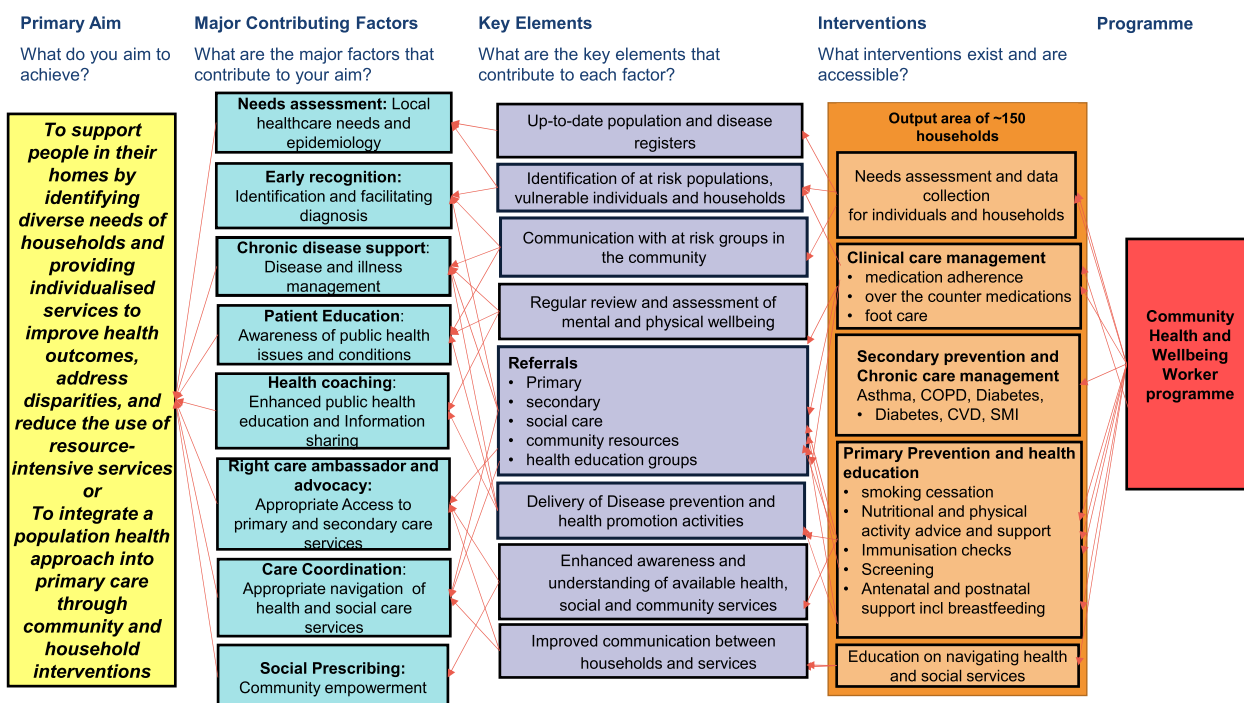 Primary Aim
What do you aim to
achieve?
To support
people in their
homes by
identifying
diverse needs of
households and
providing
individualised
services to
improve health
outcomes,
address
disparities, and
reduce the use of
resource-
intensive services
or
To integrate a
population health
approach into
primary care
through
community and
household
interventions
Major Contributing Factors
What are the major factors that
contribute to your aim?
Needs assessment: Local
healthcare needs and
epidemiology
Early recognition:
Identification and facilitating
diagnosis
Chronic disease support:
Disease and illness
management
Patient Education:
Awareness of public health
issues and conditions
Health coaching:
Enhanced public health
education and Information
sharing
Right care ambassador and
advocacy:
Appropriate Access to
primary and secondary care
services
Care Coordination:
Appropriate navigation of
health and social care
services
Social Prescribing:
Community empowerment
Key Elements
What are the key elements that
contribute to each factor?
Up-to-date population and disease
registers
Identification of at risk populations,
vulnerable individuals and households
Communication with at risk groups in
the community
Regular review and assessment of
mental and physical wellbeing
Referrals
• Primary
• secondary
• social care
• community resources
• health education groups
Delivery of Disease prevention and
health promotion activities
Enhanced awareness and
understanding of available health,
social and community services
Improved communication between
households and services
Interventions
What interventions exist and are
accessible?
Output area of ~150
households
Needs assessment and data
collection
for individuals and households
Clinical care management
• medication adherence
• over the counter medications
• foot care
Secondary prevention and
Chronic care management
Asthma, COPD, Diabetes,
• Diabetes, CVD, SMI
Primary Prevention and health
education
• smoking cessation
• Nutritional and physical
activity advice and support
• Immunisation checks
• Screening
• Antenatal and postnatal
support incl breastfeeding
Education on navigating health
and social services
Programme
Community
Health and
Wellbeing
Worker
programme